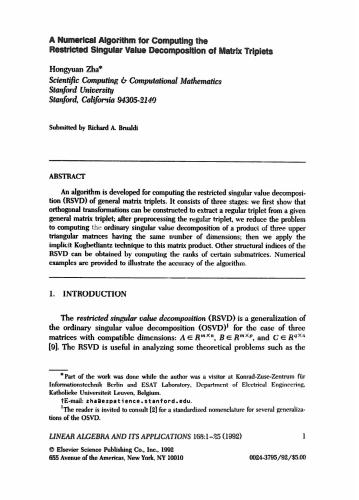 A Numerical Algorithm for Computing the
Restricted Singular Value Decomposition of Matrix Triplets
Hongyuan Zha*
Scientific Computing & Computational Mathematics
Stanford University
Stanford, California 94305-2140
Submitted by Richard A. Brualdi
ABSTRACT
An algorithm is developed for computing the restricted singular value decomposi-
tion (RSVD) of general matrix triplets. It consists of three stages: we first show that
orthogonal transformations can be constructed to extract a regular triplet from a given
general matrix triplet; after preprocessing the regular triplet, we reduce the problem
to computing the ordinary singular value decomposition of a product of three upper
triangular matrices having the same number of dimensions; then we apply the
implicit Kogbetliantz technique to this matrix product. Other structural indices of the
RSVD can be obtained by computing the ranks of certain submatrices. Numerical
examples are provided to illustrate the accuracy of the algorithm.
1. INTRODUCTION
The restricted singular value decomposition (RSVD) is a generalization of
the ordinary singular value decomposition (OSVD)† for the case of three
matrices with compatible dimensions: A ∈ R^{m×n}, B ∈ R^{m×p}, and C ∈ R^{q×n}
[9]. The RSVD is useful in analyzing some theoretical problems such as the
*Part of the work was done while the author was a visitor at Konrad-Zuse-Zentrum für
Informationstechnik Berlin and ESAT Laboratory, Department of Electrical Engineering,
Katholieke Universiteit Leuven, Belgium.
†E-mail: zha@espatience.stanford.edu.
†The reader is invited to consult [2] for a standardized nomenclature for several generaliza-
tions of the OSVD.
LINEAR ALGEBRA AND ITS APPLICATIONS 168:1–25 (1992) 1
© Elsevier Science Publishing Co., Inc., 1992
655 Avenue of the Americas, New York, NY 10010 0024-3795/92/$5.00